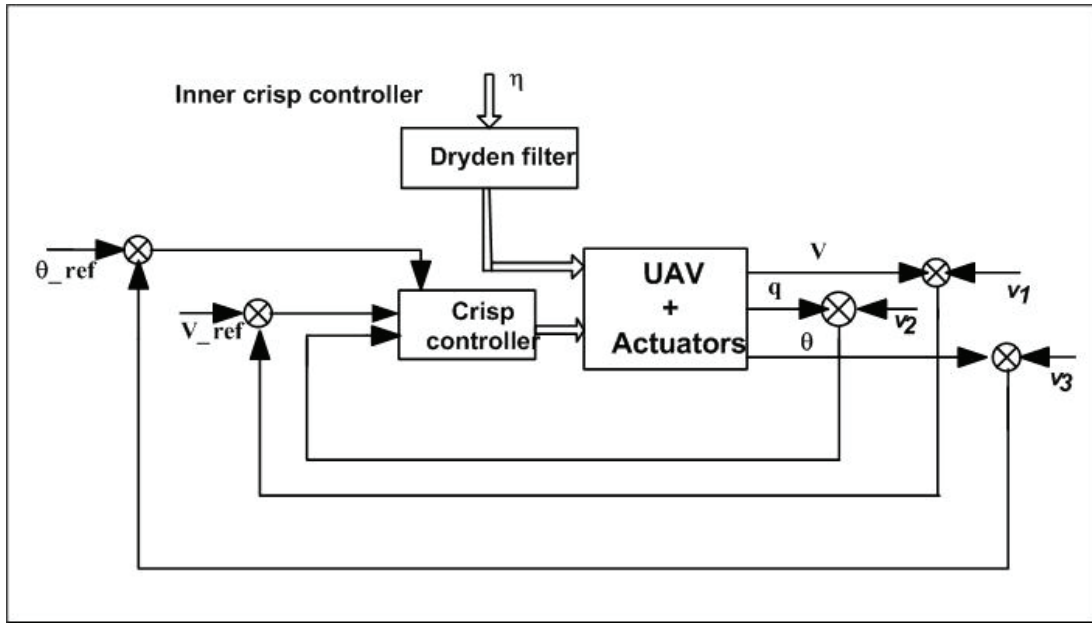 η
Inner crisp controller
Dryden filter
θ_ref
V_ref
Crisp
controller
UAV
+
Actuators
V
q
θ
v1
v2
v3